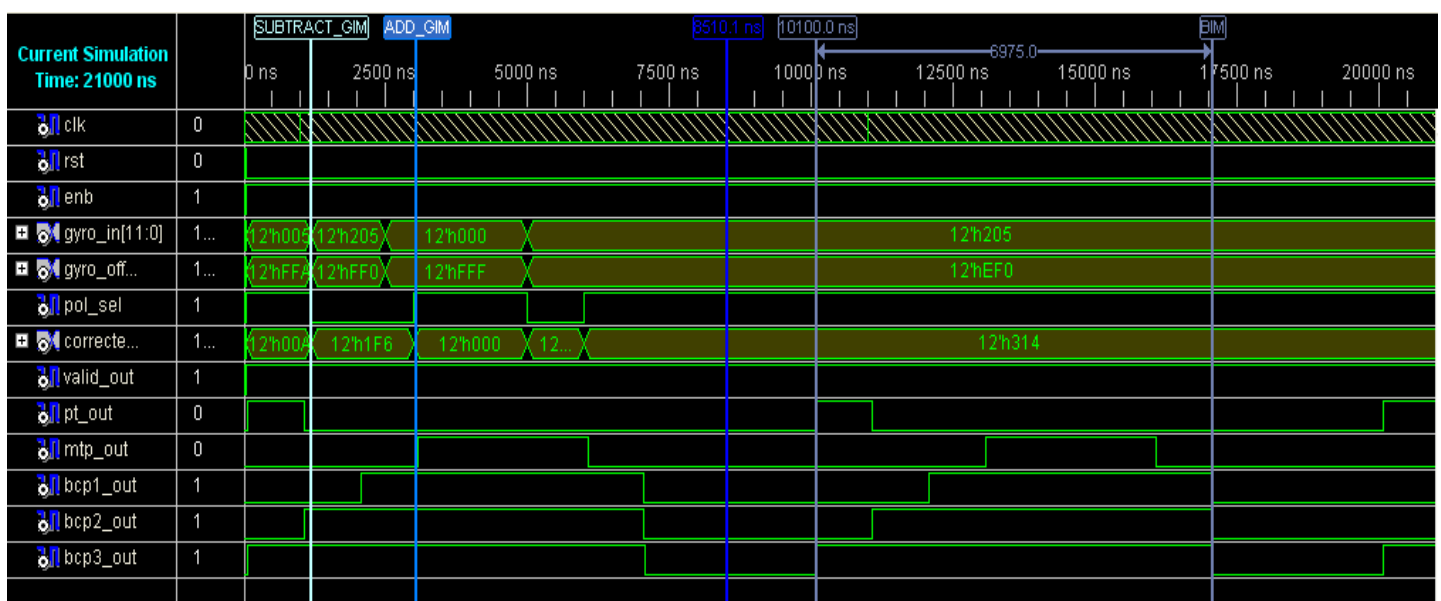 SUBTRACT_GIM ADD_GIM 8510.1 ns 10100.0 ns BIM
6975.0
Current Simulation
Time: 21000 ns
0 ns 2500 ns 5000 ns 7500 ns 10000 ns 12500 ns 15000 ns 17500 ns 20000 ns
clk 0
rst 0
enb 1
gyro_in[11:0] 1... 12'h005 12'h205 12'h000 12'h205
gyro_off... 1... 12'hFFA 12'hFF0 12'hFFF 12'hEF0
pol_sel 1
correcte... 1... 12'h00A 12'h1F6 12'h000 12... 12'h314
valid_out 1
pt_out 0
mtp_out 0
bcp1_out 1
bcp2_out 1
bcp3_out 1